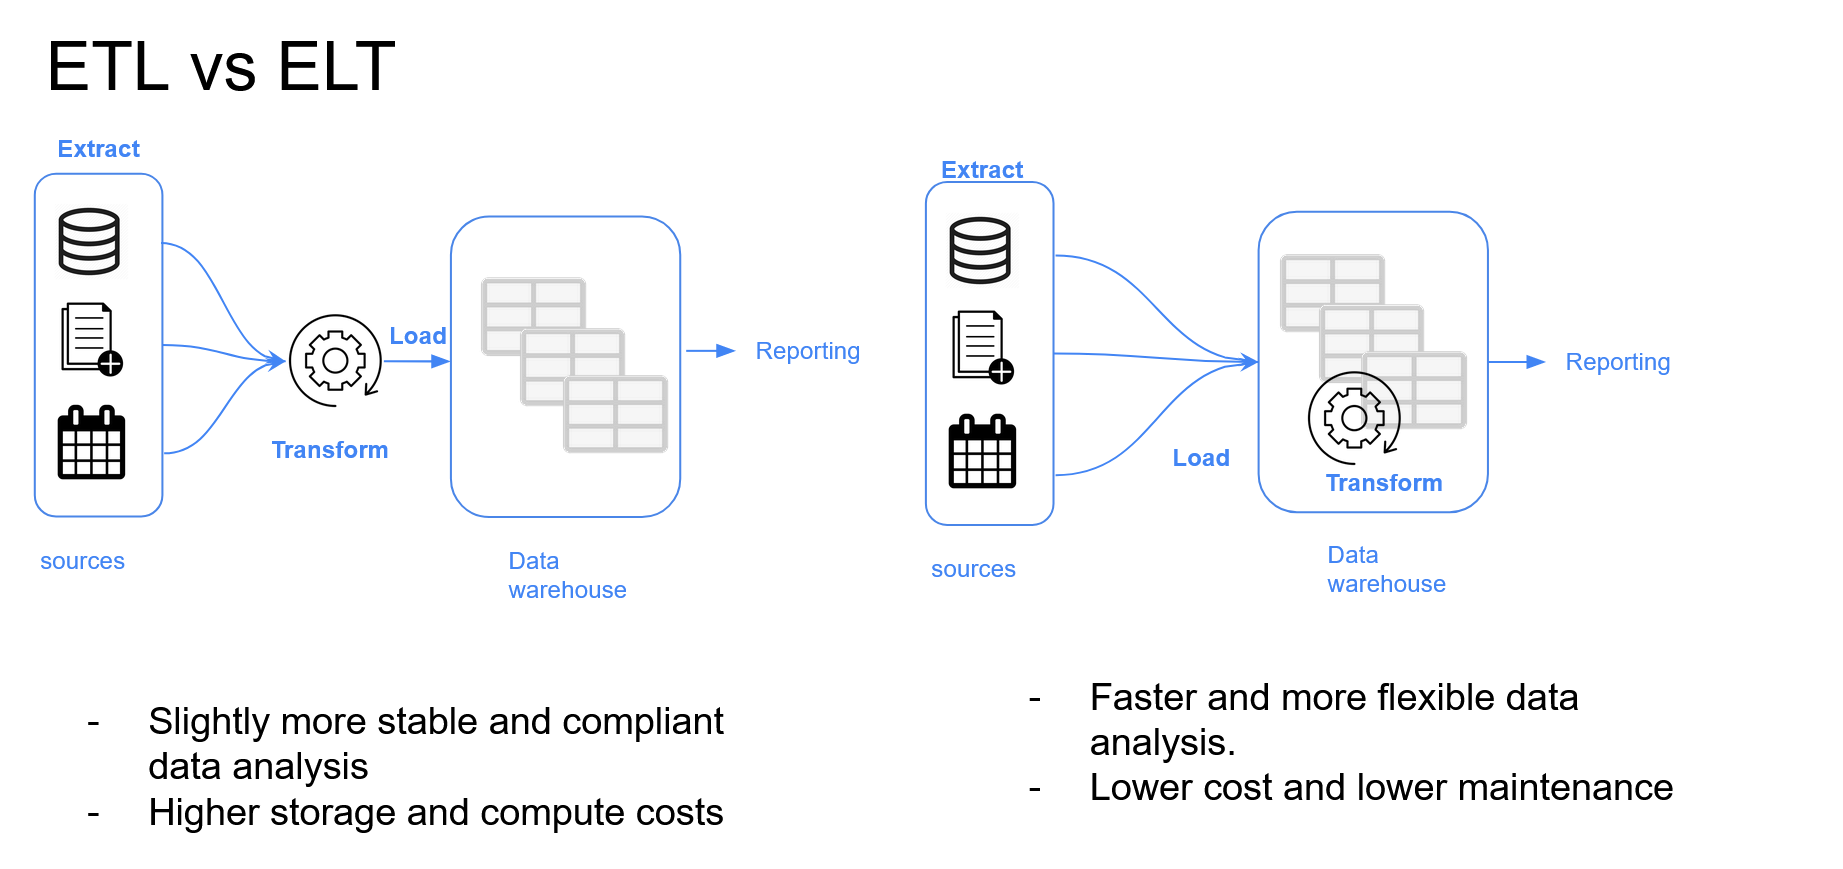 ETL vs ELT
Extract
Load
Transform
Reporting
sources
Data
warehouse
Extract
Load
Transform
Reporting
sources
Data
warehouse
- Slightly more stable and compliant
data analysis
- Higher storage and compute costs
- Faster and more flexible data
analysis.
- Lower cost and lower maintenance